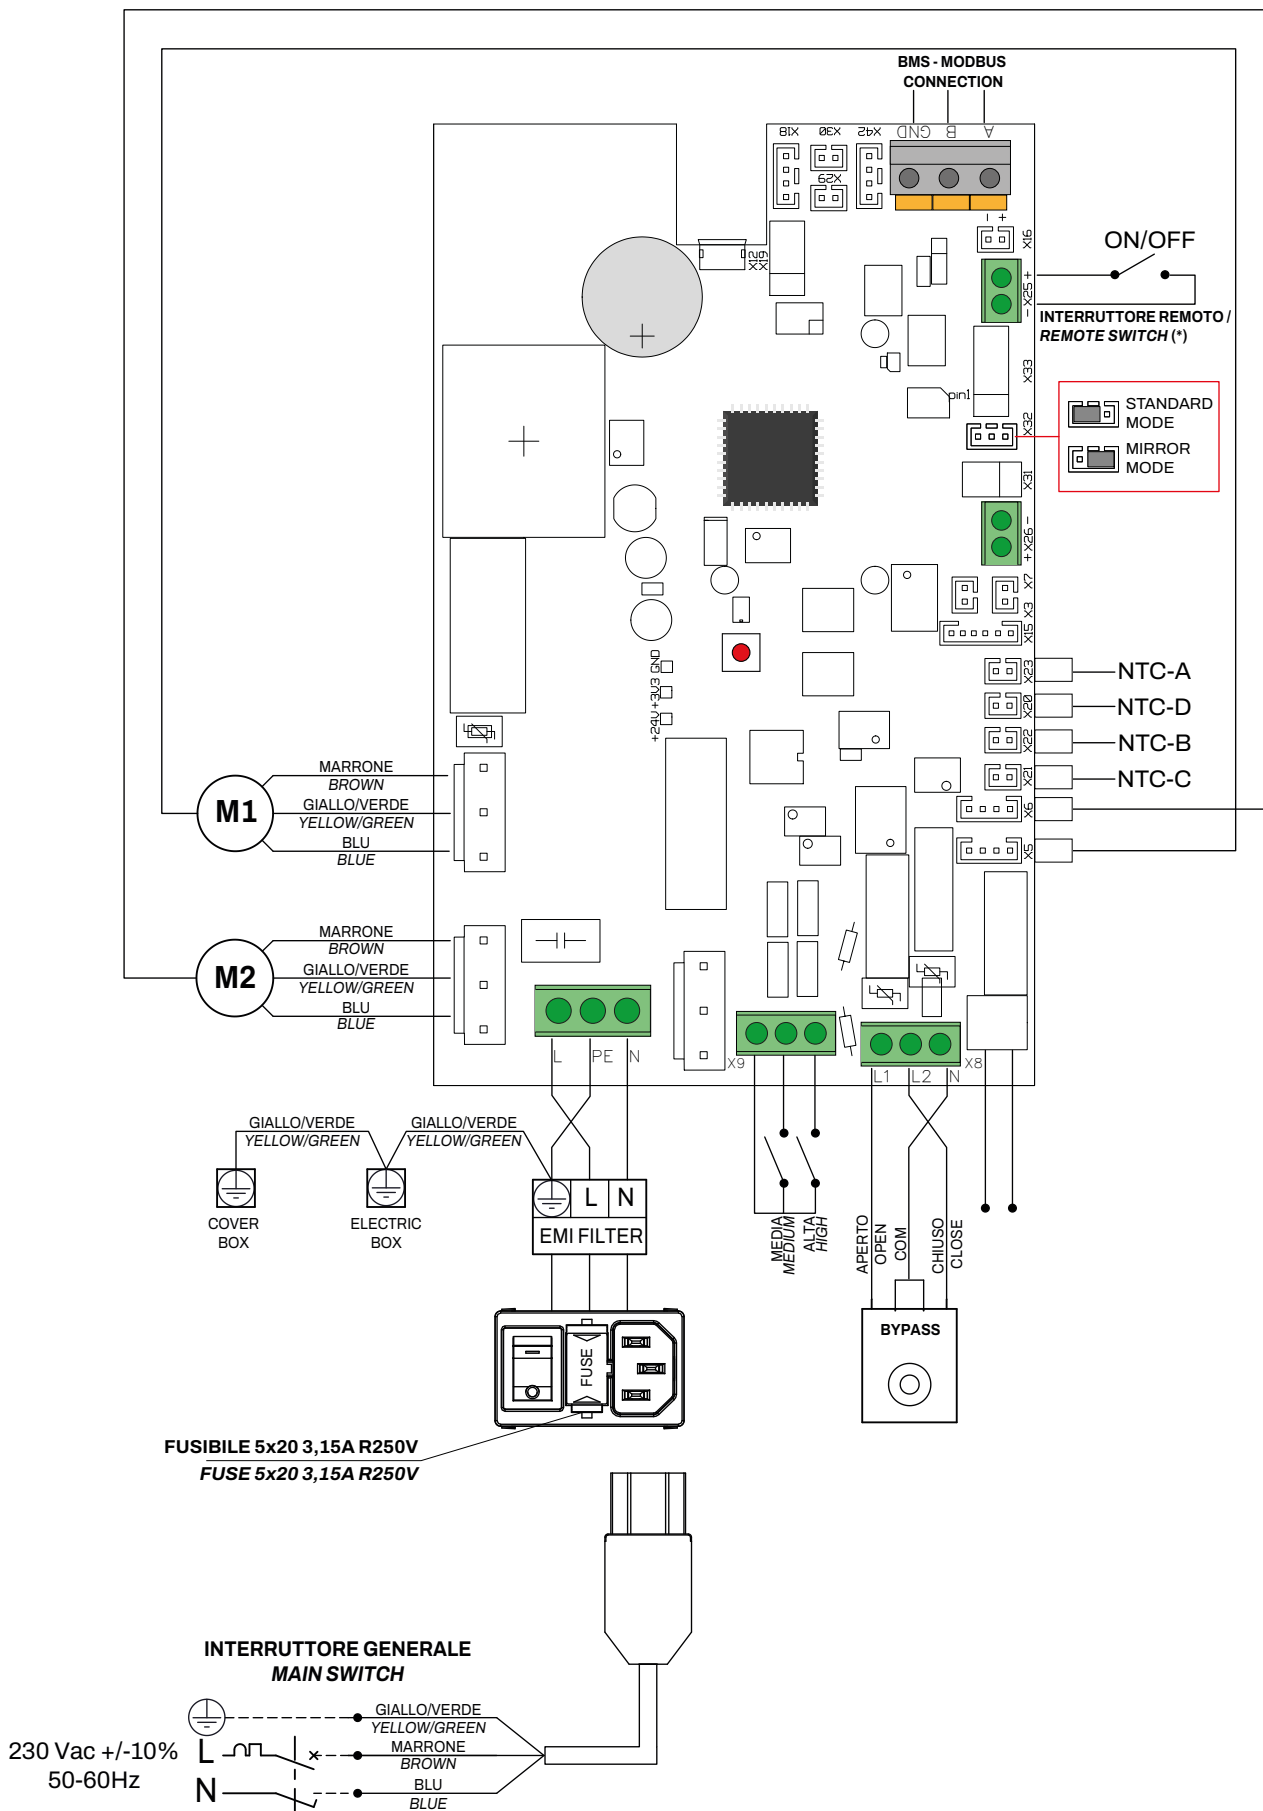 BMS - MODBUS
CONNECTION
X18
X30
X42
GND
B
A
X29
- +
X16
X12
X19
ON/OFF
X25
+
-
INTERRUTTORE REMOTO /
REMOTE SWITCH (*)
X33
pin1
STANDARD
MODE
X32
MIRROR
MODE
X31
X26
-
+
X7
X3
X15
GND
+3V3
+24V
X23
NTC-A
X20
NTC-D
X22
NTC-B
X21
NTC-C
X6
X5
M1
MARRONE
BROWN
GIALLO/VERDE
YELLOW/GREEN
BLU
BLUE
M2
MARRONE
BROWN
GIALLO/VERDE
YELLOW/GREEN
BLU
BLUE
L
PE
N
X9
L1
L2
N
X8
GIALLO/VERDE
YELLOW/GREEN
GIALLO/VERDE
YELLOW/GREEN
COVER
BOX
ELECTRIC
BOX
L
N
EMI FILTER
MEDIA
MEDIUM
ALTA
HIGH
APERTO
OPEN
COM
CHIUSO
CLOSE
BYPASS
FUSE
FUSIBILE 5x20 3,15A R250V
FUSE 5x20 3,15A R250V
INTERRUTTORE GENERALE
MAIN SWITCH
GIALLO/VERDE
YELLOW/GREEN
230 Vac +/-10%
50-60Hz
L
MARRONE
BROWN
N
BLU
BLUE